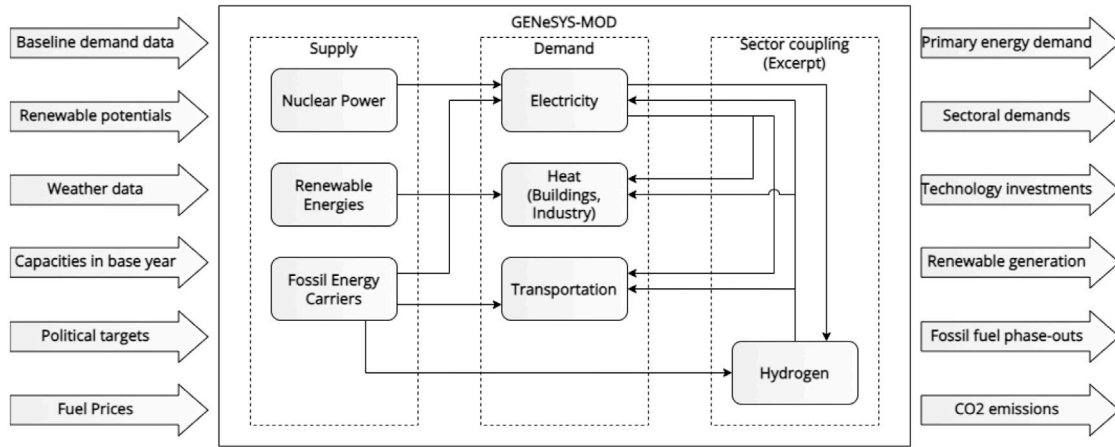 GENeSYS-MOD
Baseline demand data
Renewable potentials
Weather data
Capacities in base year
Political targets
Fuel Prices
Supply
Nuclear Power
Renewable
Energies
Fossil Energy
Carriers
Demand
Electricity
Heat
(Buildings,
Industry)
Transportation
Sector coupling
(Excerpt)
Hydrogen
Primary energy demand
Sectoral demands
Technology investments
Renewable generation
Fossil fuel phase-outs
CO2 emissions